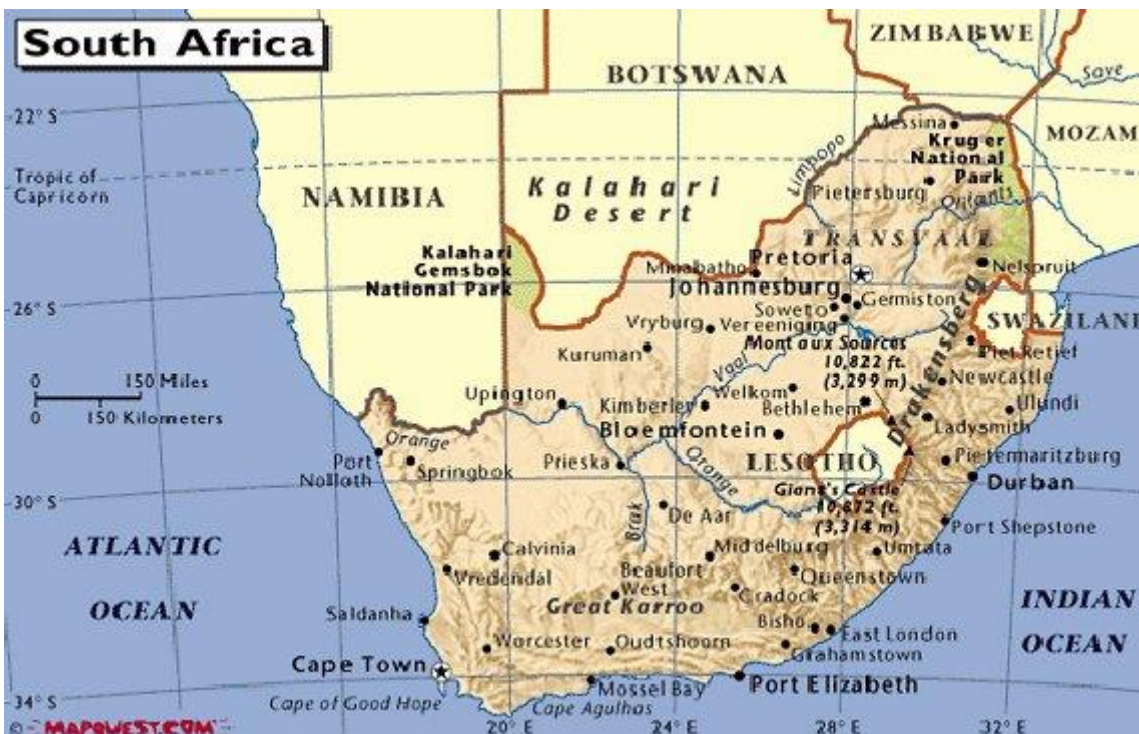 South Africa
ZIMBABWE
BOTSWANA
Save
22° S
Messina
MOZAM
Kruger
National
Park
Limpopo
Tropic of
Capricorn
NAMIBIA
Kalahari
Desert
Pietersburg
Olifants
TRANSVAAL
Kalahari
Gemsbok
National Park
Pretoria
Mmabatho
Nelspruit
Johannesburg
Germiston
26° S
Soweto
SWAZILAND
Vryburg
Vereeniging
Mont aux Sources
10,822 ft.
(3,299 m)
Drakensberg
Piet Retief
Kuruman
Vaal
0 150 Miles
0 150 Kilometers
Newcastle
Upington
Welkom
Kimberley
Bethlehem
Ulundi
Ladysmith
Bloemfontein
Orange
Port
Nolloth
Springbok
Prieska
Orange
LESOTHO
Pietermaritzburg
Giant's Castle
10,872 ft.
(3,314 m)
Durban
30° S
De Aar
Brak
Port Shepstone
ATLANTIC
OCEAN
Calvinia
Middelburg
Umtata
Vredendal
Beaufort
West
Queenstown
Great Karroo
Cradock
INDIAN
OCEAN
Saldanha
Bisho
East London
Worcester
Oudtshoorn
Grahamstown
Cape Town
Mossel Bay
Port Elizabeth
34° S
Cape of Good Hope
Cape Agulhas
© MAPQUEST.COM
20° E
24° E
28° E
32° E